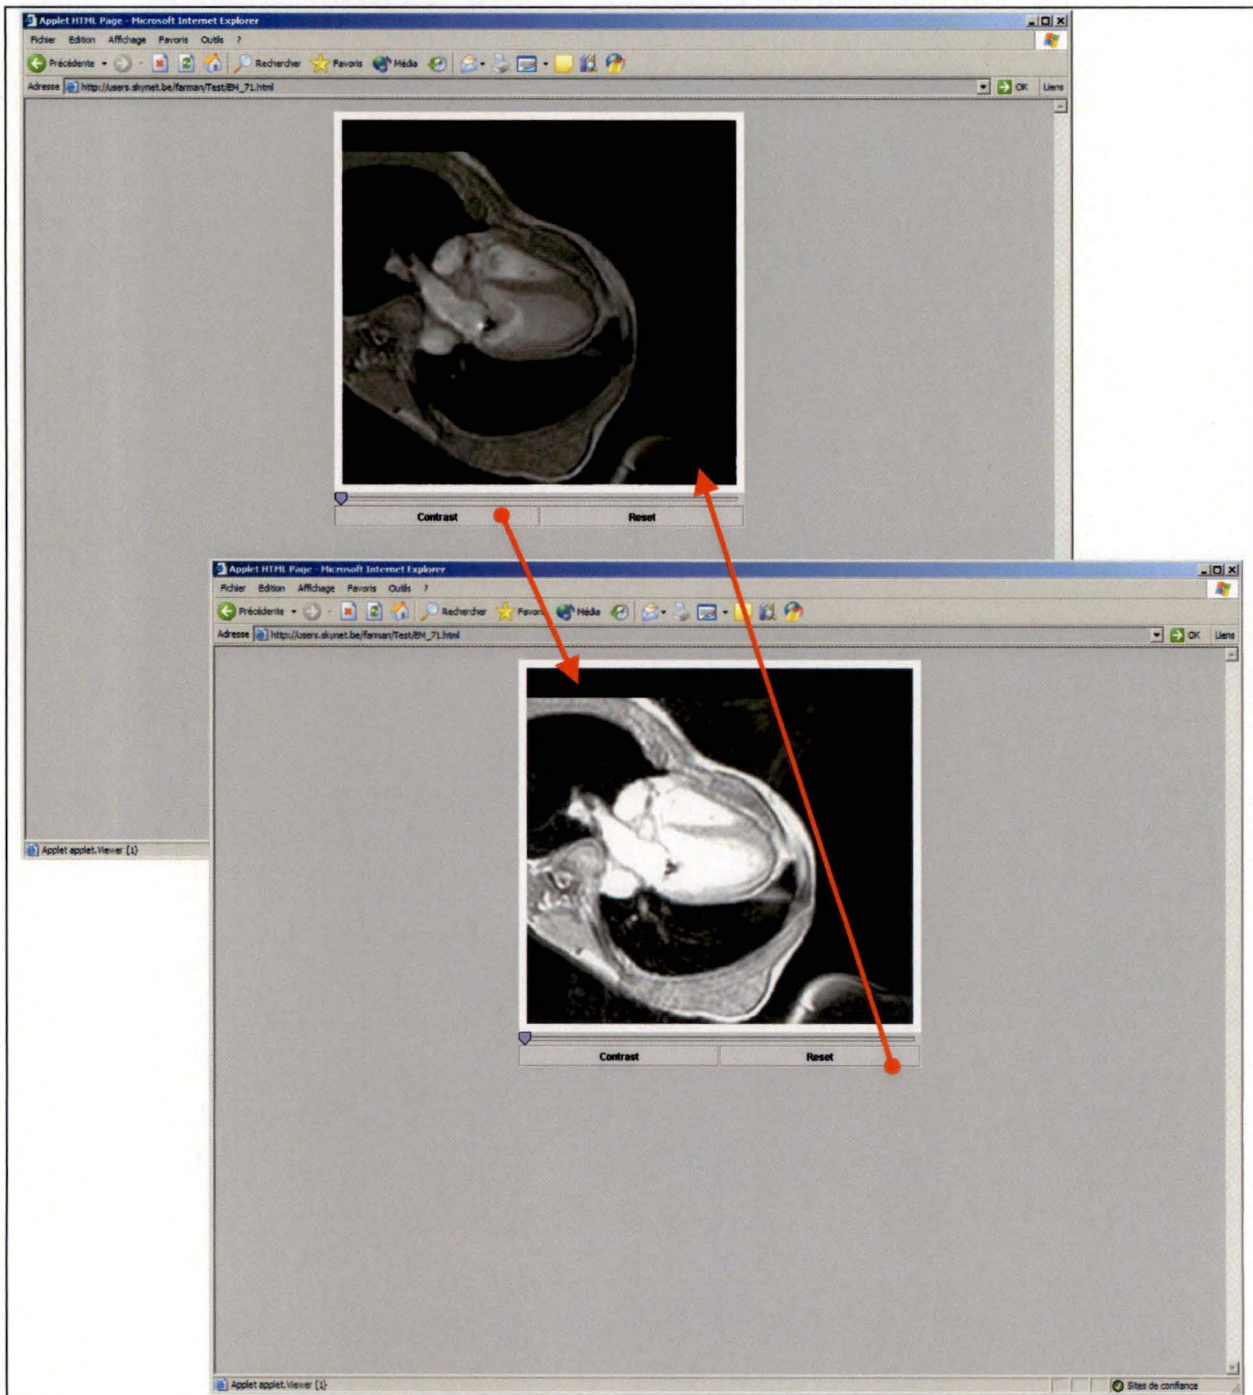 Applet HTML Page - Microsoft Internet Explorer
Fichier Edition Affichage Favoris Outils ?
Précédente Rechercher Favoris Média
Adresse http://users.skynet.be/farman/Test/BM_71.html OK Liens
Contrast Reset
Applet applet.Viewer {1}
Applet HTML Page - Microsoft Internet Explorer
Fichier Edition Affichage Favoris Outils ?
Précédente Rechercher Favoris Média
Adresse http://users.skynet.be/farman/Test/BM_71.html OK Liens
Contrast Reset
Applet applet.Viewer {1} Sites de confiance